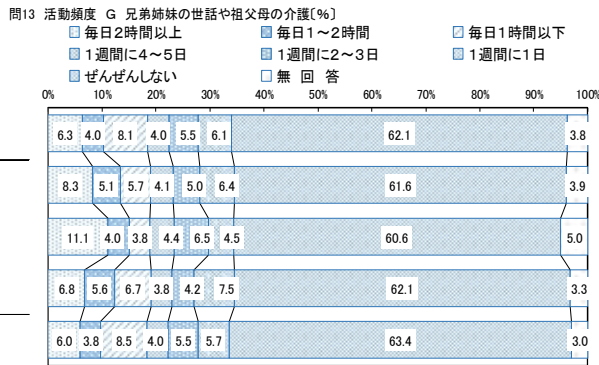 問13 活動頻度 G 兄弟姉妹の世話や祖父母の介護〔%〕
毎日2時間以上 毎日1～2時間 毎日1時間以下
1週間に4～5日 1週間に2～3日 1週間に1日
ぜんぜんしない 無 回 答
0% 10% 20% 30% 40% 50% 60% 70% 80% 90% 100%
6.3 4.0 8.1 4.0 5.5 6.1 62.1 3.8
8.3 5.1 5.7 4.1 5.0 6.4 61.6 3.9
11.1 4.0 3.8 4.4 6.5 4.5 60.6 5.0
6.8 5.6 6.7 3.8 4.2 7.5 62.1 3.3
6.0 3.8 8.5 4.0 5.5 5.7 63.4 3.0